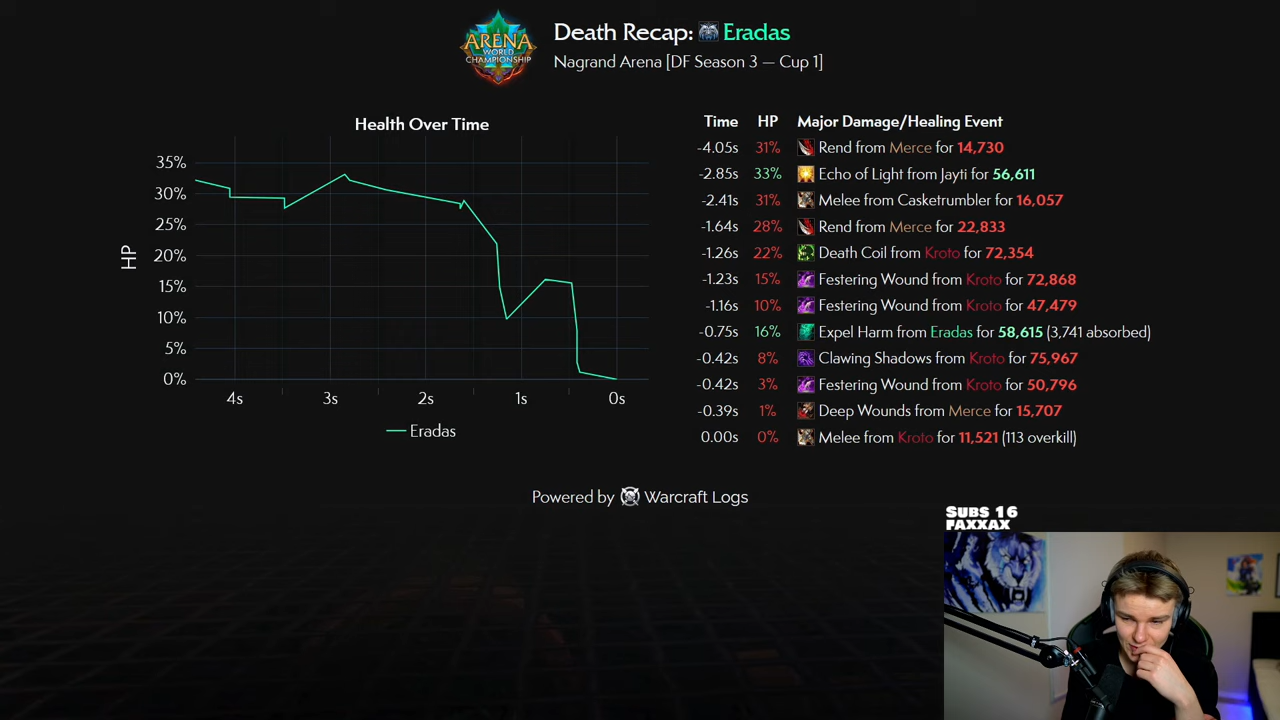 ARENA
WORLD
CHAMPIONSHIP
Death Recap: Eradas
Nagrand Arena [DF Season 3 — Cup 1]
Health Over Time
35%
30%
25%
20%
15%
10%
5%
0%
HP
4s 3s 2s 1s 0s
Eradas
Time HP Major Damage/Healing Event
-4.05s 31% Rend from Merce for 14,730
-2.85s 33% Echo of Light from Jayti for 56,611
-2.41s 31% Melee from Casketrumbler for 16,057
-1.64s 28% Rend from Merce for 22,833
-1.26s 22% Death Coil from Kroto for 72,354
-1.23s 15% Festering Wound from Kroto for 72,868
-1.16s 10% Festering Wound from Kroto for 47,479
-0.75s 16% Expel Harm from Eradas for 58,615 (3,741 absorbed)
-0.42s 8% Clawing Shadows from Kroto for 75,967
-0.42s 3% Festering Wound from Kroto for 50,796
-0.39s 1% Deep Wounds from Merce for 15,707
0.00s 0% Melee from Kroto for 11,521 (113 overkill)
Powered by Warcraft Logs
SUBS 16
FAXXAX